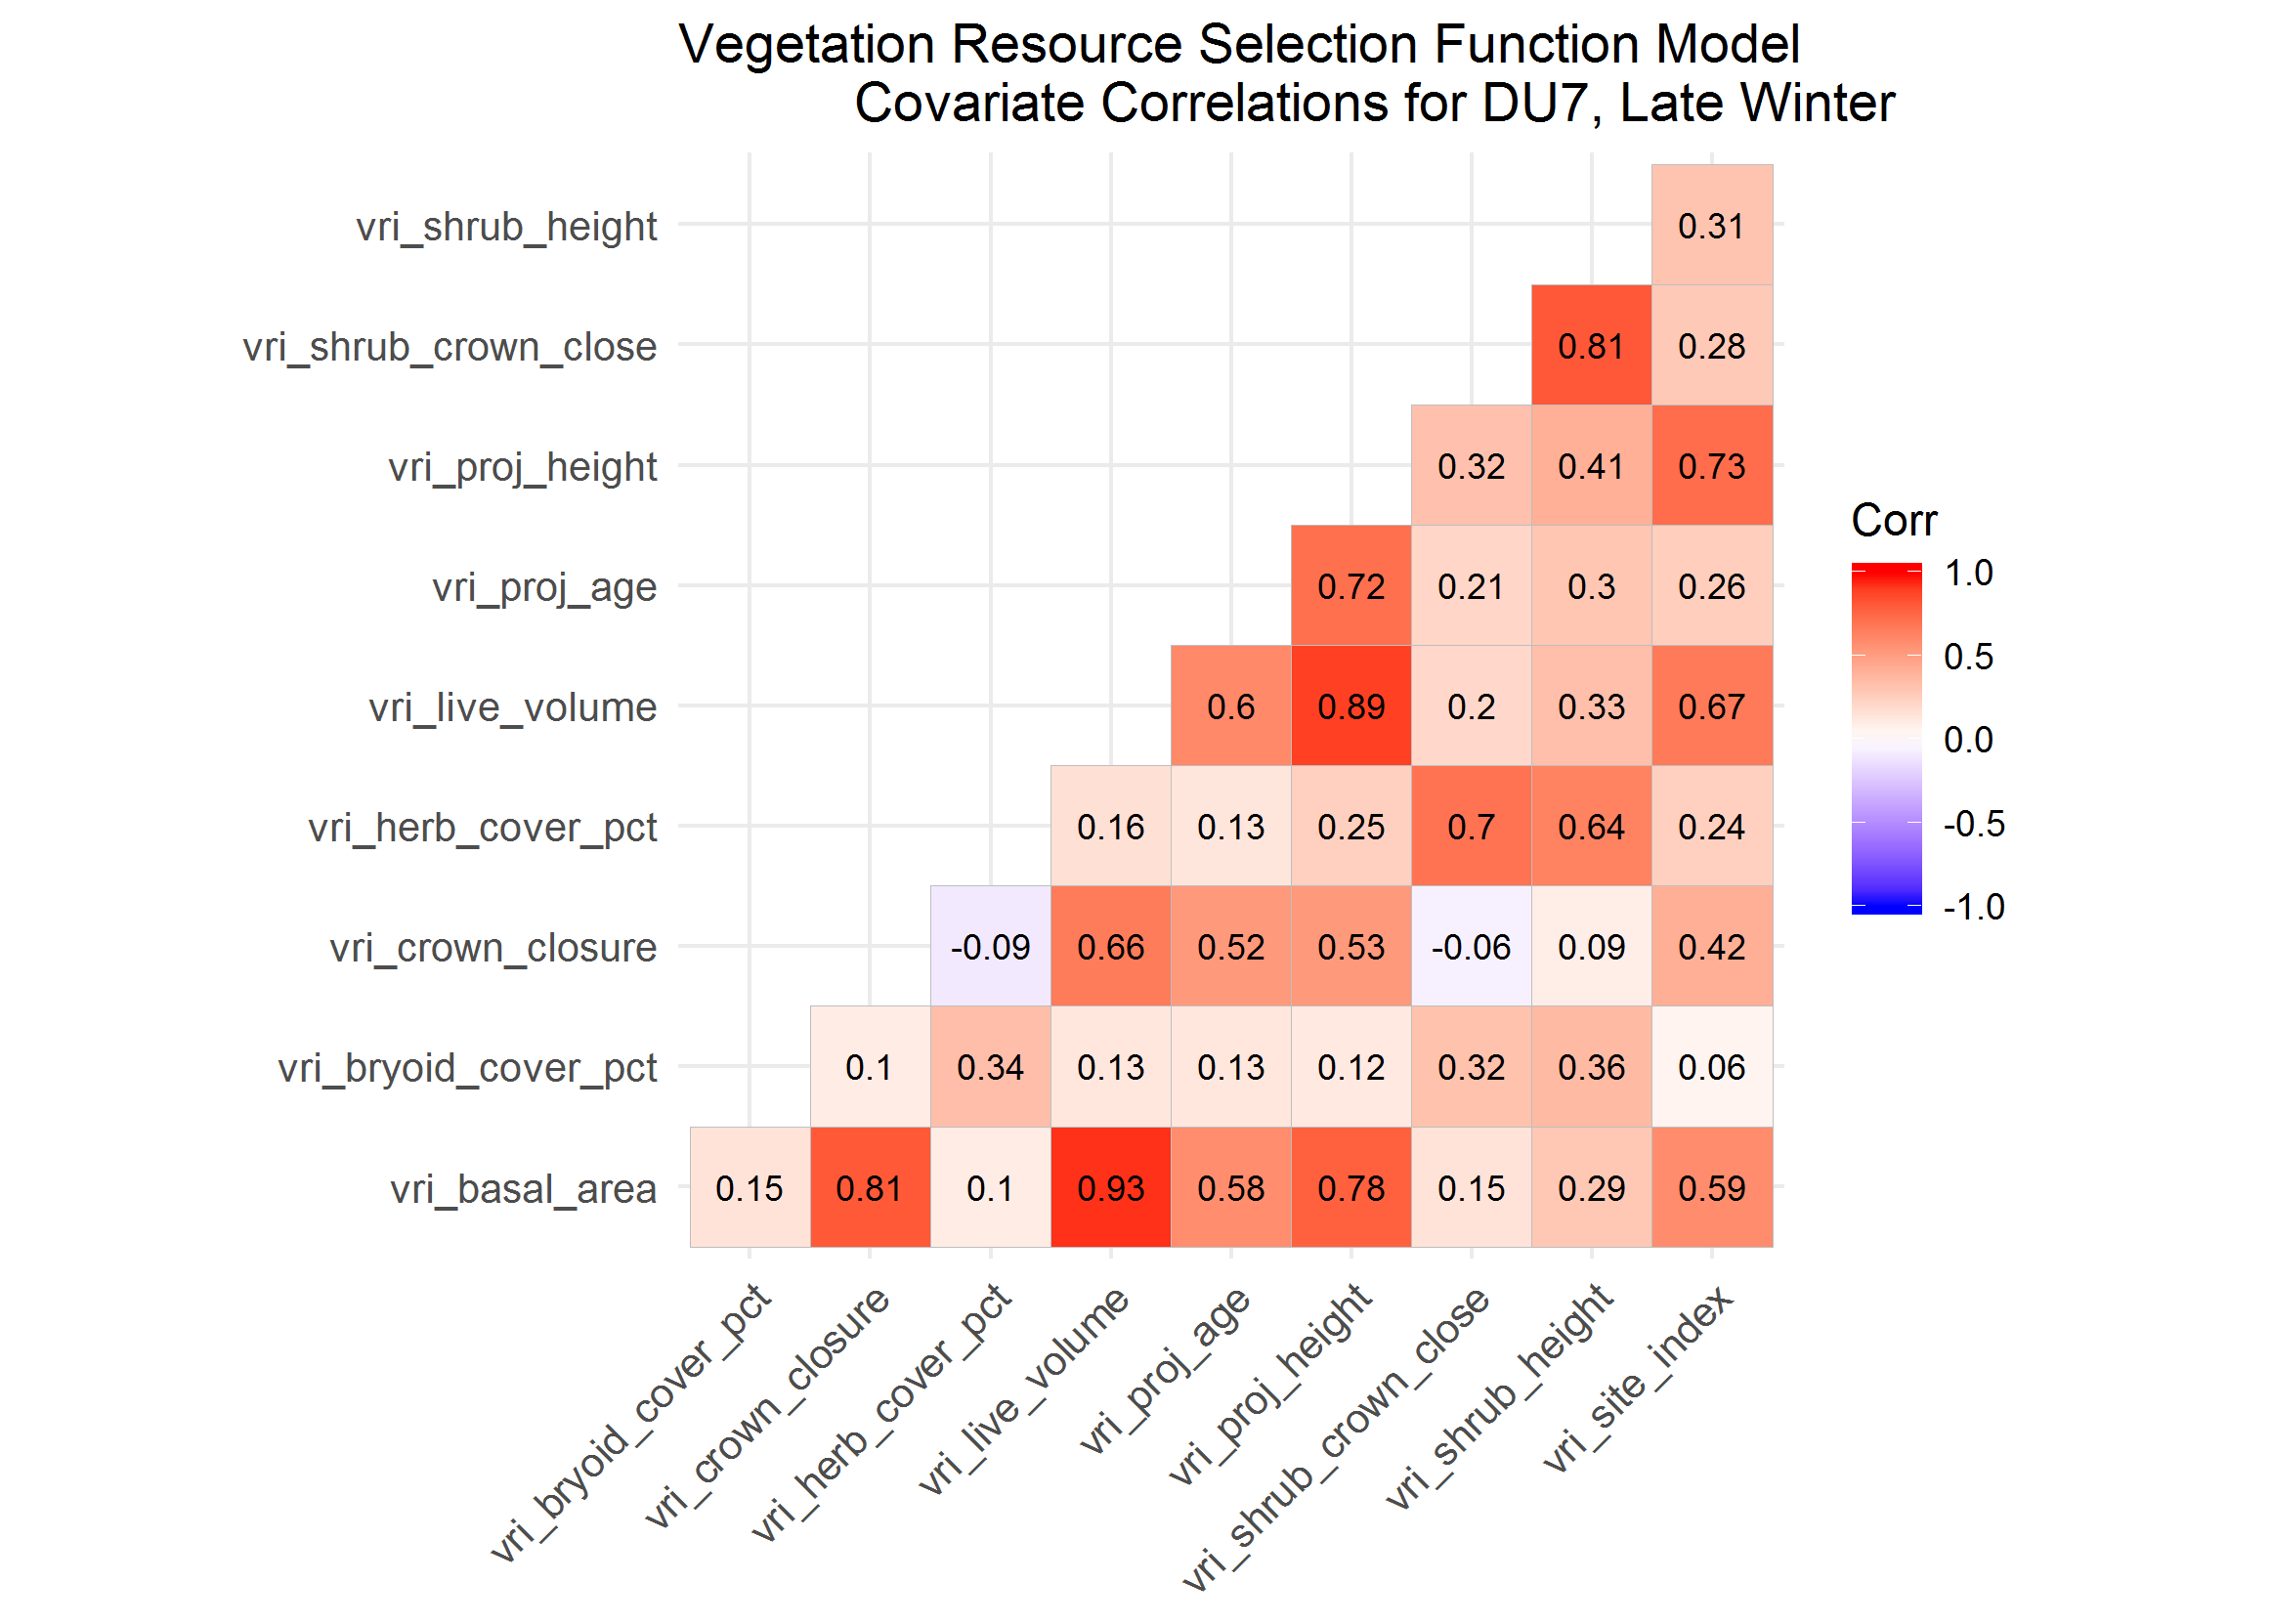 Vegetation Resource Selection Function Model
Covariate Correlations for DU7, Late Winter
vri_shrub_height 0.31
vri_shrub_crown_close 0.81 0.28
vri_proj_height 0.32 0.41 0.73
vri_proj_age 0.72 0.21 0.3 0.26
vri_live_volume 0.6 0.89 0.2 0.33 0.67
vri_herb_cover_pct 0.16 0.13 0.25 0.7 0.64 0.24
vri_crown_closure -0.09 0.66 0.52 0.53 -0.06 0.09 0.42
vri_bryoid_cover_pct 0.1 0.34 0.13 0.13 0.12 0.32 0.36 0.06
vri_basal_area 0.15 0.81 0.1 0.93 0.58 0.78 0.15 0.29 0.59
vri_bryoid_cover_pct
vri_crown_closure
vri_herb_cover_pct
vri_live_volume
vri_proj_age
vri_proj_height
vri_shrub_crown_close
vri_shrub_height
vri_site_index
Corr
1.0
0.5
0.0
-0.5
-1.0